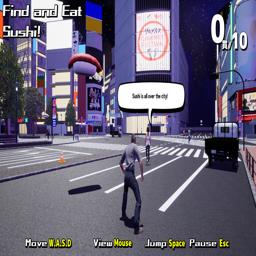 Find and Eat
Sushi!
0
/10
Sushi is all over the city!
Move W.A.S.D View Mouse Jump Space Pause Esc